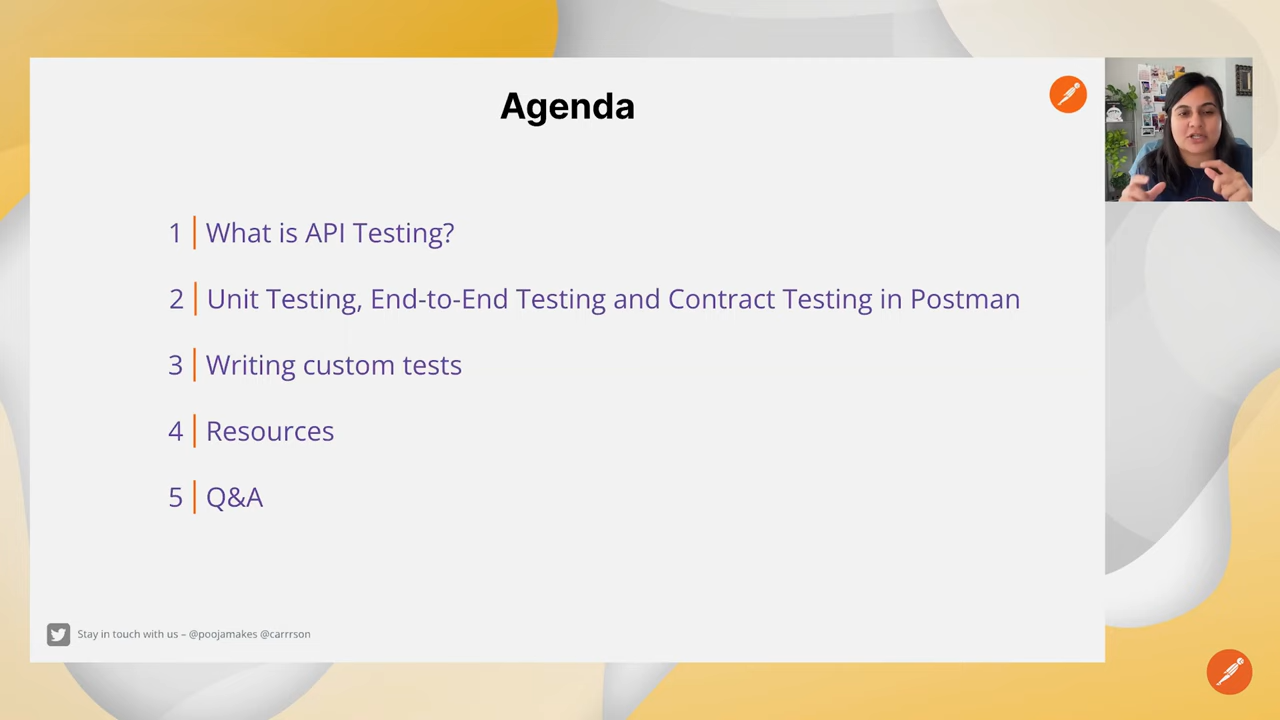 Agenda
1 What is API Testing?
2 Unit Testing, End-to-End Testing and Contract Testing in Postman
3 Writing custom tests
4 Resources
5 Q&A
Stay in touch with us – @poojamakes @carrrson